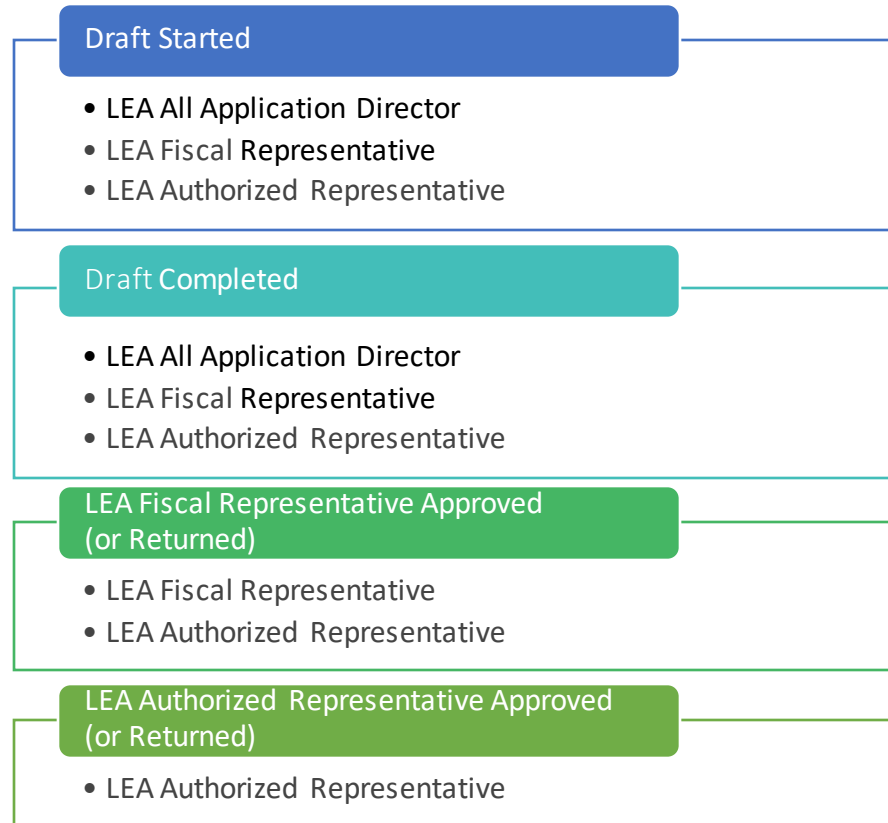 Draft Started
• LEA All Application Director
• LEA Fiscal Representative
• LEA Authorized Representative
Draft Completed
• LEA All Application Director
• LEA Fiscal Representative
• LEA Authorized Representative
LEA Fiscal Representative Approved
(or Returned)
• LEA Fiscal Representative
• LEA Authorized Representative
LEA Authorized Representative Approved
(or Returned)
• LEA Authorized Representative